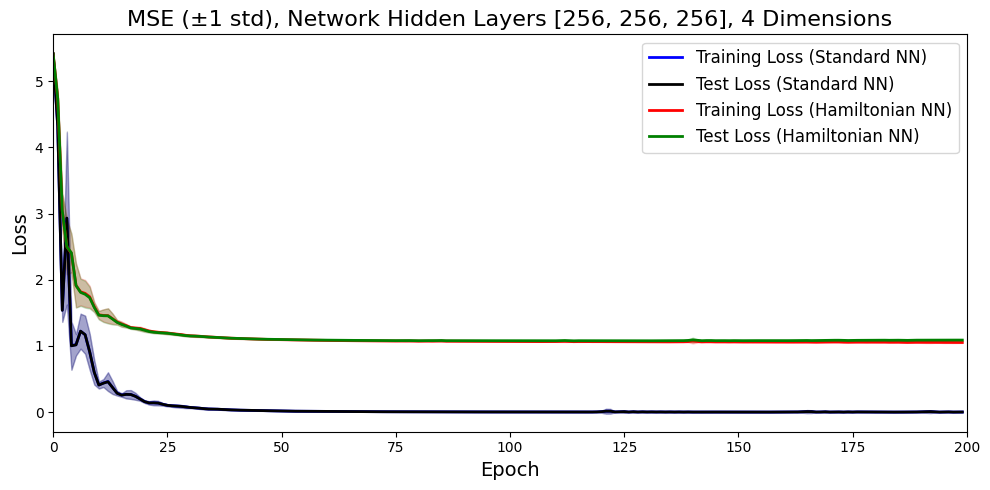 MSE (±1 std), Network Hidden Layers [256, 256, 256], 4 Dimensions
Training Loss (Standard NN)
Test Loss (Standard NN)
Training Loss (Hamiltonian NN)
Test Loss (Hamiltonian NN)
Loss
5
4
3
2
1
0
0 25 50 75 100 125 150 175 200
Epoch